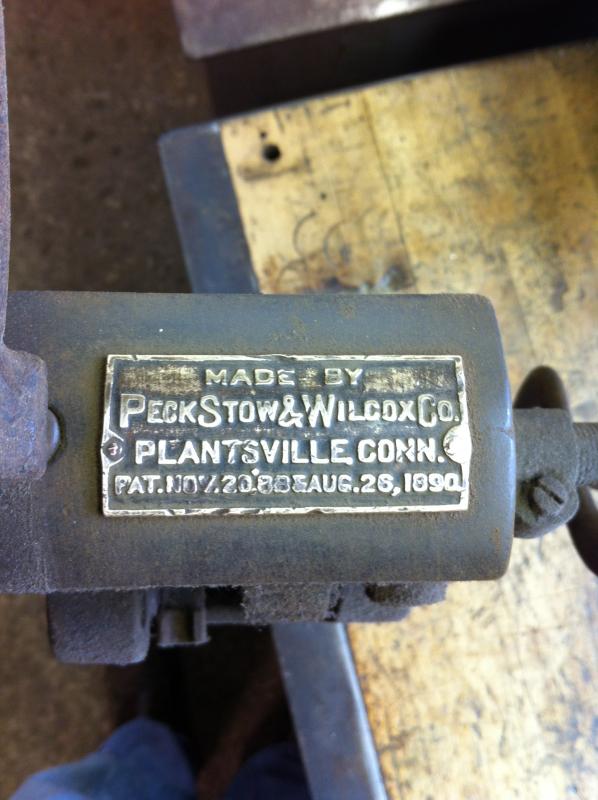 MADE BY
PECK STOW & WILCOX CO.
PLANTSVILLE, CONN.
PAT. NOV. 20, 88 & AUG. 26, 1890